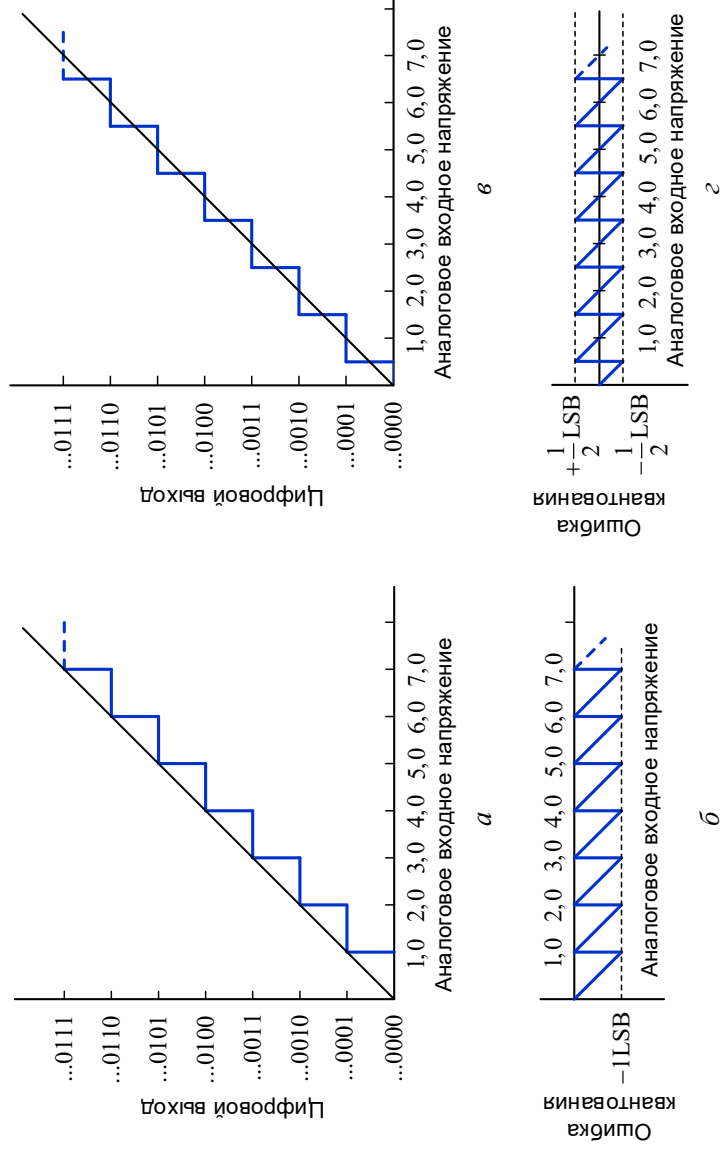 Цифровой выход
...0111
...0110
...0101
...0100
...0011
...0010
...0001
...0000
1,0 2,0 3,0 4,0 5,0 6,0 7,0
Аналоговое входное напряжение
а
Ошибка
квантования
−1LSB
1,0 2,0 3,0 4,0 5,0 6,0 7,0
Аналоговое входное напряжение
б
Цифровой выход
...0111
...0110
...0101
...0100
...0011
...0010
...0001
...0000
1,0 2,0 3,0 4,0 5,0 6,0 7,0
Аналоговое входное напряжение
в
Ошибка
квантования
+1/2LSB
−1/2LSB
1,0 2,0 3,0 4,0 5,0 6,0 7,0
Аналоговое входное напряжение
г